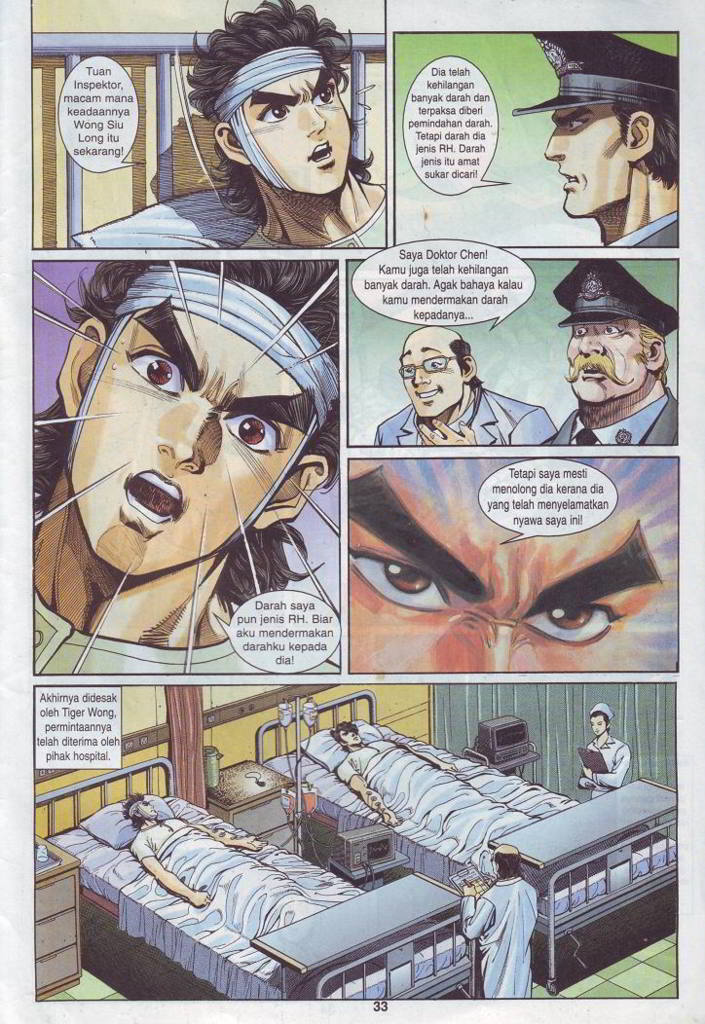 Tuan
Inspektor,
macam mana
keadaannya
Wong Siu
Long itu
sekarang!
Dia telah
kehilangan
banyak darah dan
terpaksa diberi
pemindahan darah.
Tetapi darah dia
jenis RH. Darah
jenis itu amat
sukar dicari!
Darah saya
pun jenis RH. Biar
aku mendermakan
darahku kepada
dia!
Saya Doktor Chen!
Kamu juga telah kehilangan
banyak darah. Agak bahaya kalau
kamu mendermakan darah
kepadanya...
Tetapi saya mesti
menolong dia kerana dia
yang telah menyelamatkan
nyawa saya ini!
Akhirnya didesak
oleh Tiger Wong,
permintaannya
telah diterima oleh
pihak hospital.
33